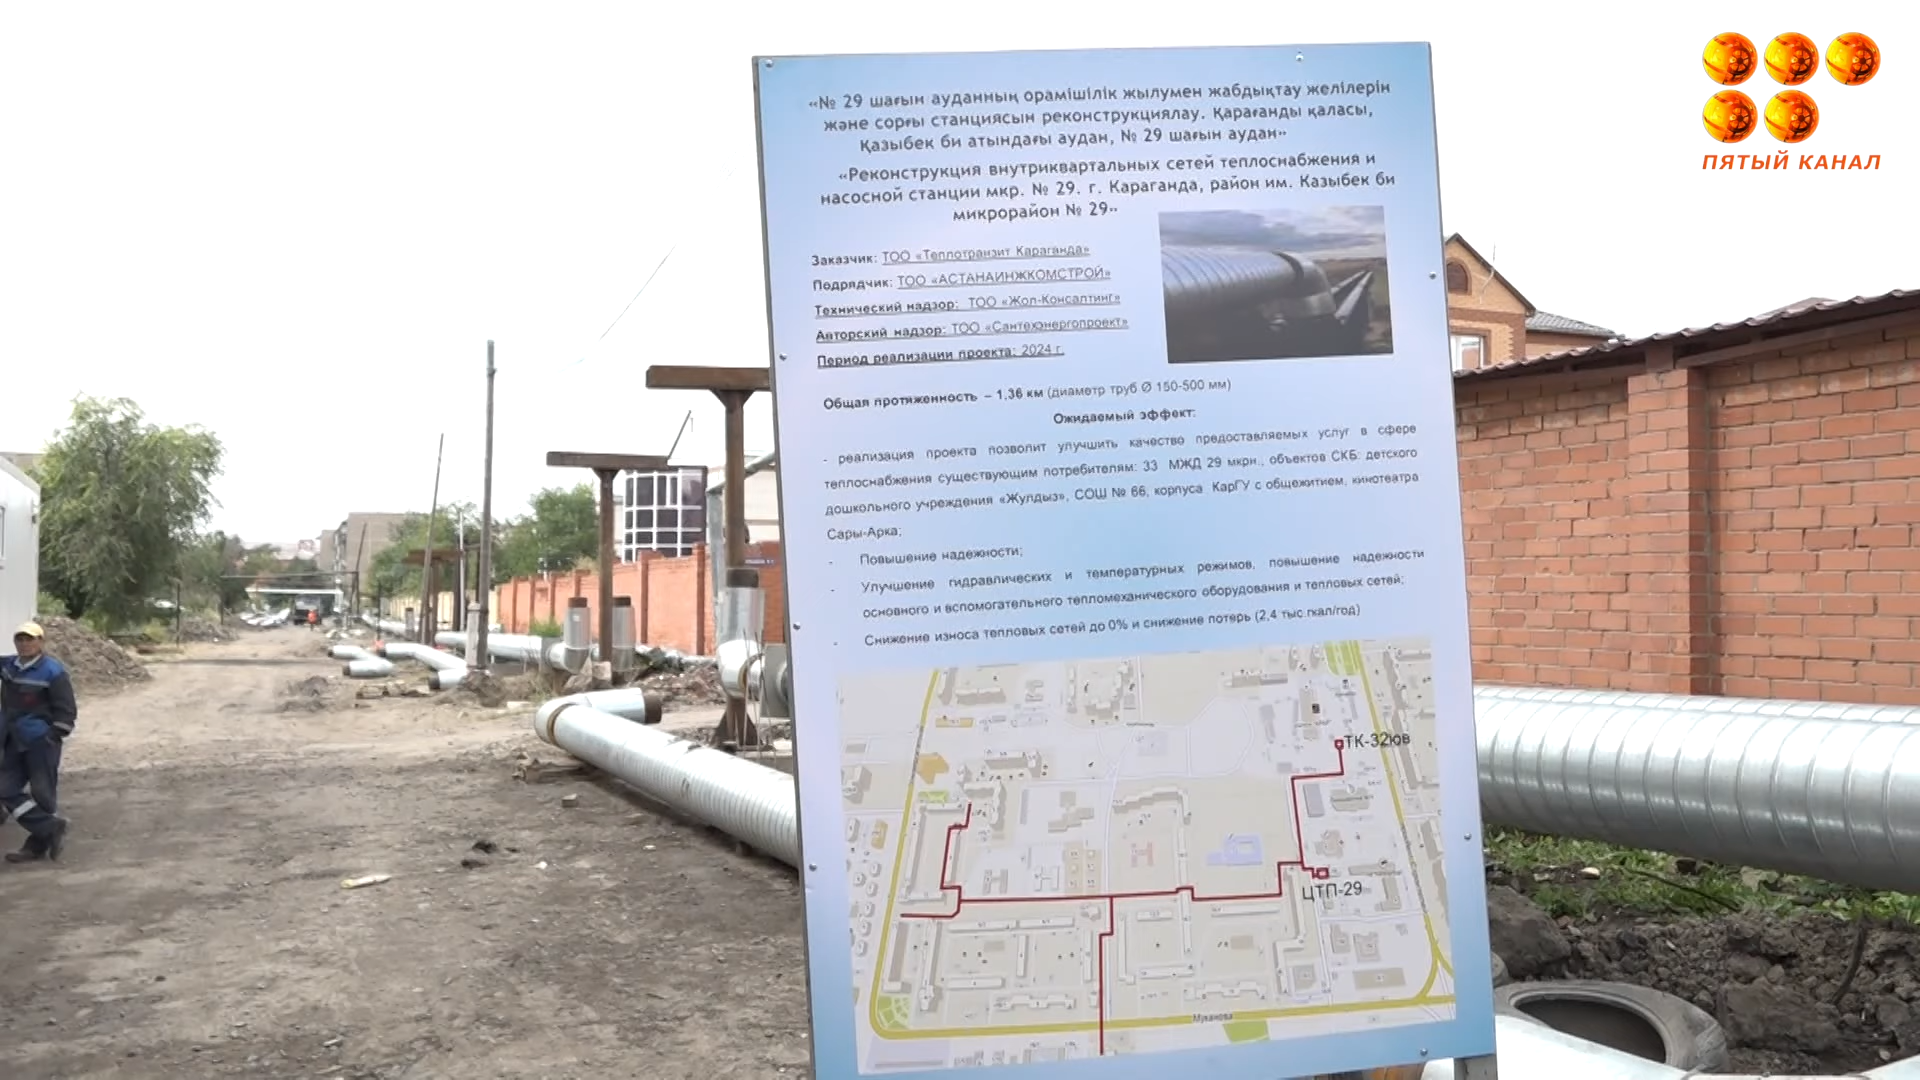 «№ 29 шағын ауданның орамішілік жылумен жабдықтау желілерін
және сорғы станциясын реконструкциялау. Қарағанды қаласы,
Қазыбек би атындағы аудан, № 29 шағын аудан»
«Реконструкция внутриквартальных сетей теплоснабжения и
насосной станции мкр. № 29. г. Караганда, район им. Казыбек би
микрорайон № 29»
Заказчик: ТОО «Теплотранзит Караганда»
Подрядчик: ТОО «АСТАНАИНЖКОМСТРОЙ»
Технический надзор: ТОО «Жол-Консалтинг»
Авторский надзор: ТОО «Сантехэнергопроект»
Период реализации проекта: 2024 г.
Общая протяженность – 1,36 км (диаметр труб Ø 150-500 мм)
Ожидаемый эффект:
- реализация проекта позволит улучшить качество предоставляемых услуг в сфере
теплоснабжения существующим потребителям: 33 МЖД 29 мкрн., объектов СКБ: детского
дошкольного учреждения «Жулдыз», СОШ № 66, корпуса КарГУ с общежитием, кинотеатра
Сары-Арка;
- Повышение надежности;
- Улучшение гидравлических и температурных режимов, повышение надежности
основного и вспомогательного тепломеханического оборудования и тепловых сетей;
- Снижение износа тепловых сетей до 0% и снижение потерь (2,4 тыс.гкал/год)
ТК-32юв
ЦТП-29
Муканова
ПЯТЫЙ КАНАЛ